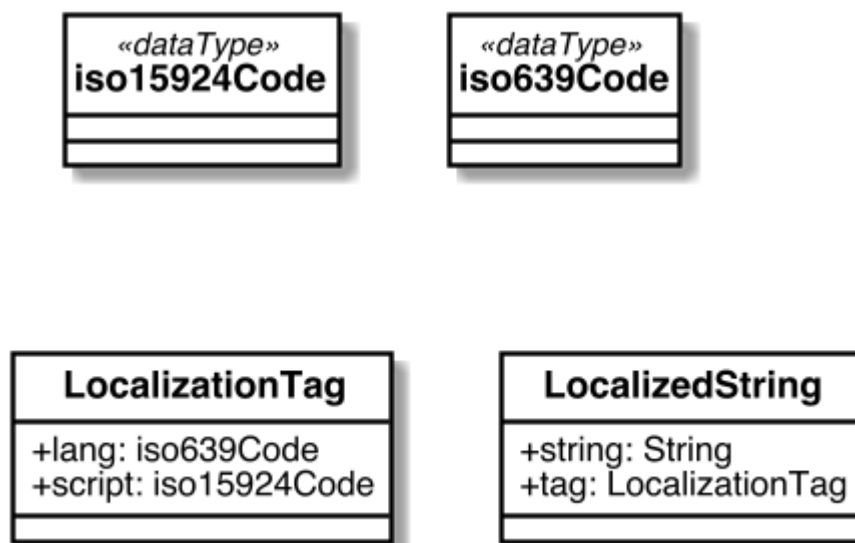 «dataType» «dataType»
iso15924Code iso639Code
LocalizationTag LocalizedString
+lang: iso639Code +string: String
+script: iso15924Code +tag: LocalizationTag